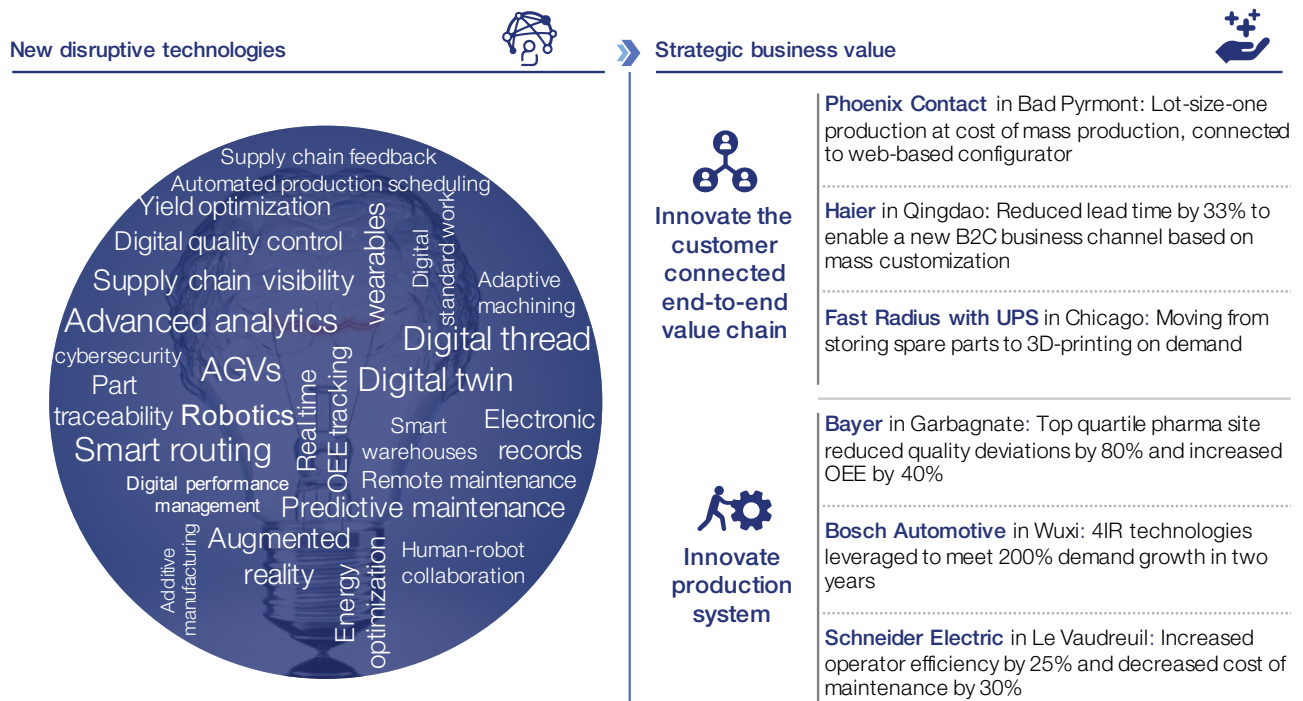 New disruptive technologies
Supply chain feedback
Automated production scheduling
Yield optimization
Digital quality control
Supply chain visibility
wearables
Digital
standard work
Adaptive
machining
Advanced analytics
Digital thread
cybersecurity
AGVs
Digital twin
Part
traceability
Robotics
Realtime
OEE tracking
Electronic
records
Smart
warehouses
Smart routing
Remote maintenance
Digital performance
management
Predictive maintenance
Augmented
reality
Human-robot
collaboration
Additive
manufacturing
Energy
optimization
Strategic business value
Innovate the
customer
connected
end-to-end
value chain
Phoenix Contact in Bad Pyrmont: Lot-size-one
production at cost of mass production, connected
to web-based configurator
Haier in Qingdao: Reduced lead time by 33% to
enable a new B2C business channel based on
mass customization
Fast Radius with UPS in Chicago: Moving from
storing spare parts to 3D-printing on demand
Innovate
production
system
Bayer in Garbagnate: Top quartile pharma site
reduced quality deviations by 80% and increased
OEE by 40%
Bosch Automotive in Wuxi: 4IR technologies
leveraged to meet 200% demand growth in two
years
Schneider Electric in Le Vaudreuil: Increased
operator efficiency by 25% and decreased cost of
maintenance by 30%